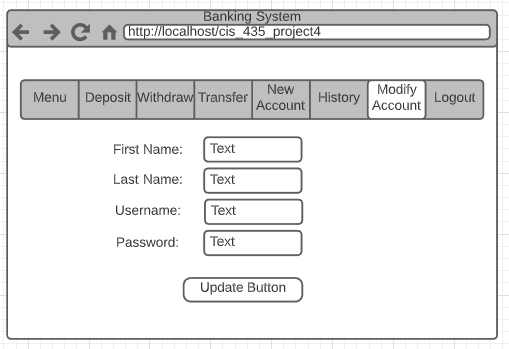 Banking System
http://localhost/cis_435_project4
Menu Deposit Withdraw Transfer New Account History Modify Account Logout
First Name: Text
Last Name: Text
Username: Text
Password: Text
Update Button